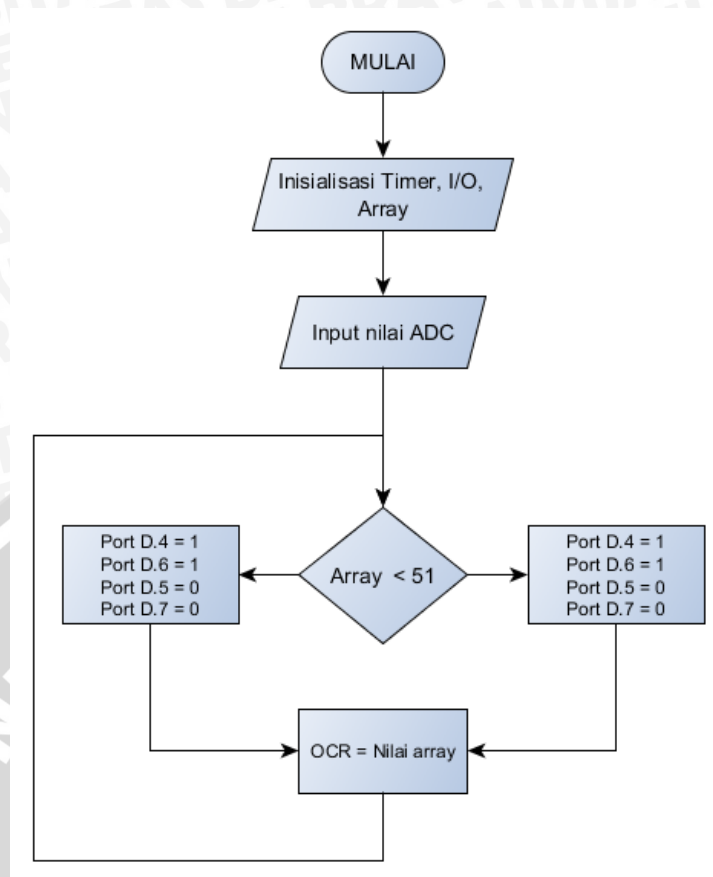 MULAI
Inisialisasi Timer, I/O,
Array
Input nilai ADC
Port D.4 = 1
Port D.6 = 1
Port D.5 = 0
Port D.7 = 0
Array < 51
Port D.4 = 1
Port D.6 = 1
Port D.5 = 0
Port D.7 = 0
OCR = Nilai array